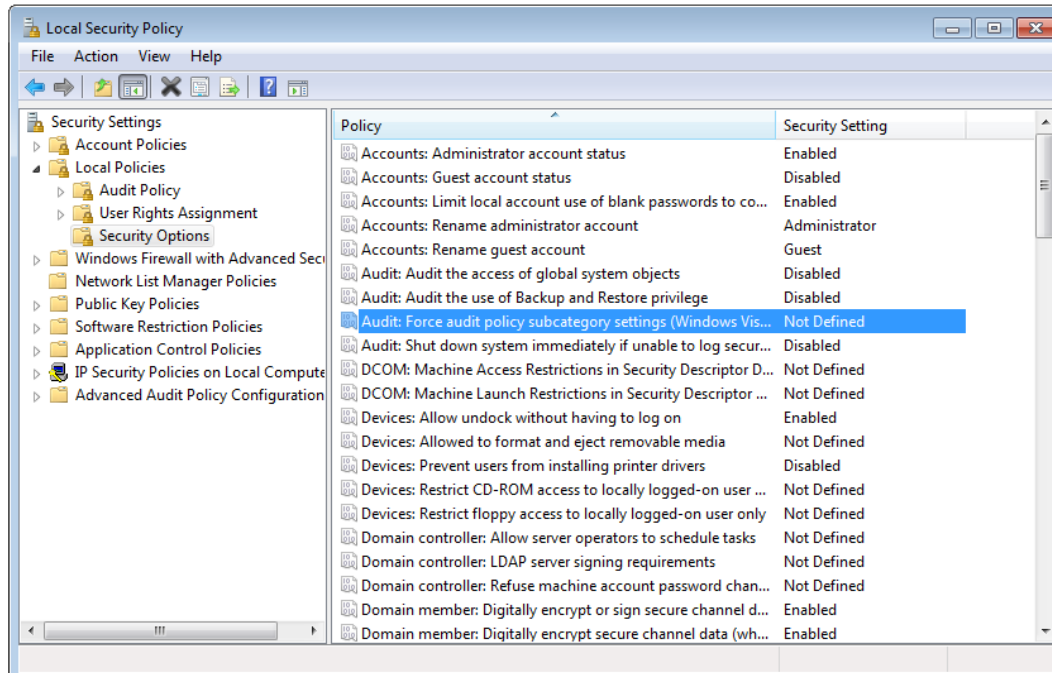 Local Security Policy
File Action View Help
Security Settings
Account Policies
Local Policies
Audit Policy
User Rights Assignment
Security Options
Windows Firewall with Advanced Secu
Network List Manager Policies
Public Key Policies
Software Restriction Policies
Application Control Policies
IP Security Policies on Local Compute
Advanced Audit Policy Configuration
Policy Security Setting
Accounts: Administrator account status Enabled
Accounts: Guest account status Disabled
Accounts: Limit local account use of blank passwords to co... Enabled
Accounts: Rename administrator account Administrator
Accounts: Rename guest account Guest
Audit: Audit the access of global system objects Disabled
Audit: Audit the use of Backup and Restore privilege Disabled
Audit: Force audit policy subcategory settings (Windows Vis... Not Defined
Audit: Shut down system immediately if unable to log secur... Disabled
DCOM: Machine Access Restrictions in Security Descriptor D... Not Defined
DCOM: Machine Launch Restrictions in Security Descriptor ... Not Defined
Devices: Allow undock without having to log on Enabled
Devices: Allowed to format and eject removable media Not Defined
Devices: Prevent users from installing printer drivers Disabled
Devices: Restrict CD-ROM access to locally logged-on user ... Not Defined
Devices: Restrict floppy access to locally logged-on user only Not Defined
Domain controller: Allow server operators to schedule tasks Not Defined
Domain controller: LDAP server signing requirements Not Defined
Domain controller: Refuse machine account password chan... Not Defined
Domain member: Digitally encrypt or sign secure channel d... Enabled
Domain member: Digitally encrypt secure channel data (wh... Enabled